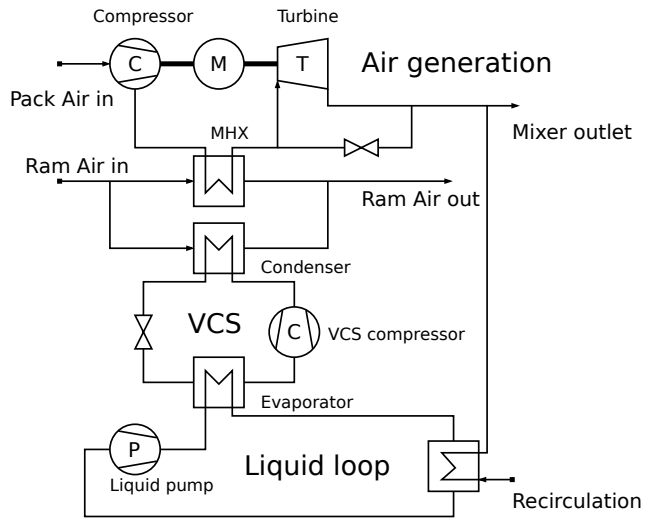 Compressor
Turbine
C
M
T
Air generation
Pack Air in
Mixer outlet
MHX
Ram Air in
Ram Air out
Condenser
VCS
C
VCS compressor
Evaporator
P
Liquid loop
Liquid pump
Recirculation